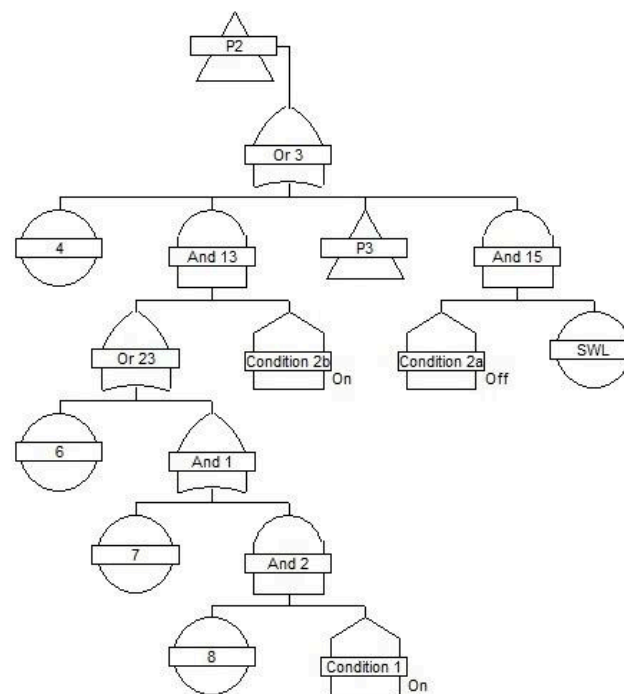 P2
Or 3
4
And 13
P3
And 15
Or 23
Condition 2b
On
Condition 2a
Off
SWL
6
And 1
7
And 2
8
Condition 1
On